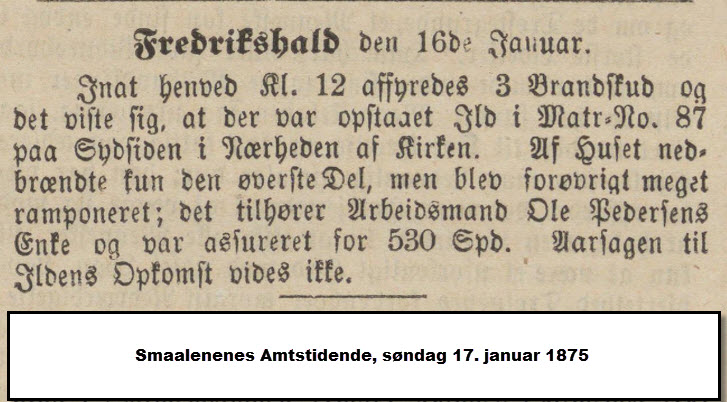 Fredrikshald den 16de Januar.
Inat henved Kl. 12 affyredes 3 Brandskud og
det viste sig, at der var opstaaet Ild i Matr-No. 87
paa Sydsiden i Nærheden af Kirken. Af Huset ned-
brændte kun den øverste Del, men blev forøvrigt meget
ramponeret; det tilhører Arbeidsmand Ole Pedersens
Enke og var assureret for 530 Spd. Aarsagen til
Ildens Opkomst vides ikke.
Smaalenenes Amtstidende, søndag 17. januar 1875